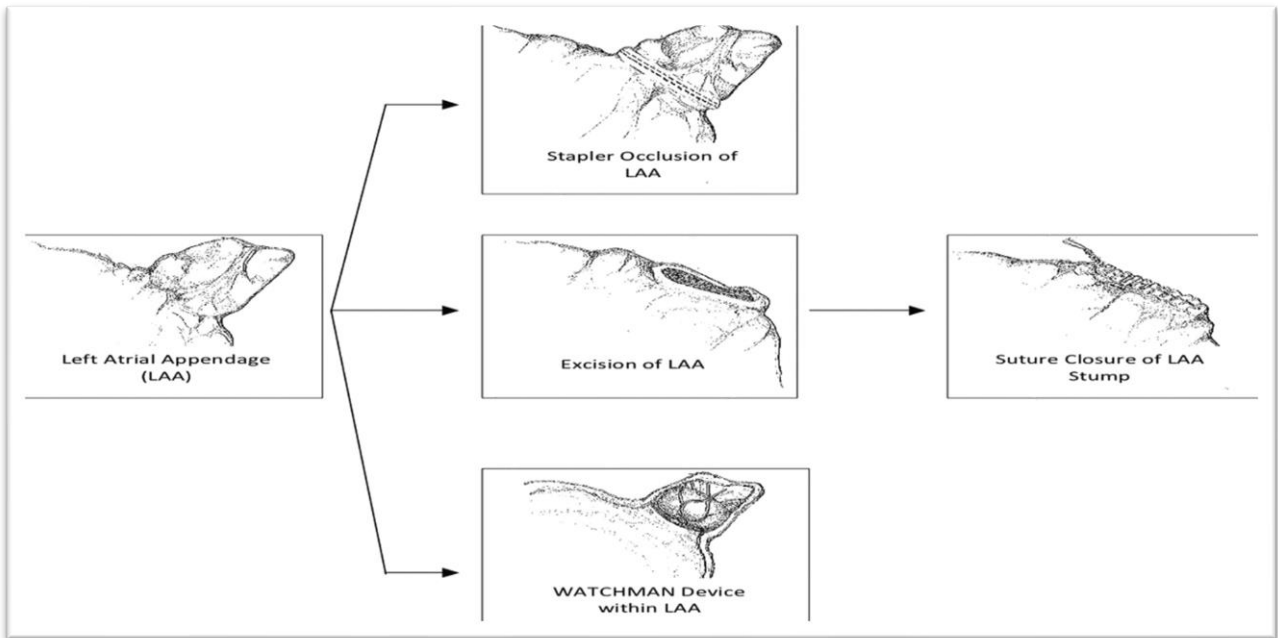 Stapler Occlusion of
LAA
Left Atrial Appendage
(LAA)
Excision of LAA
Suture Closure of LAA
Stump
WATCHMAN Device
within LAA